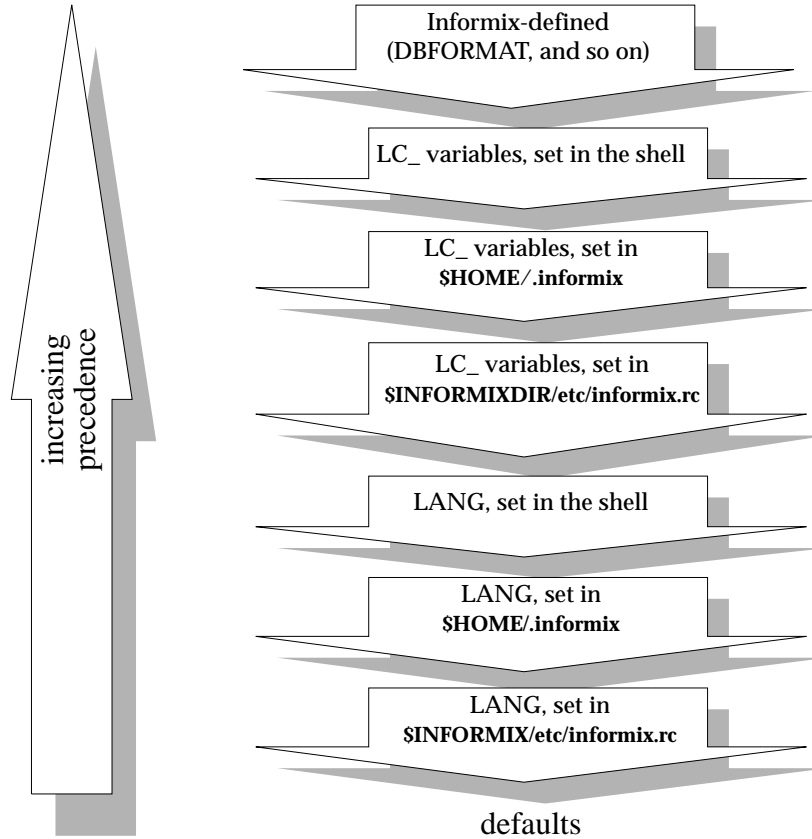 Informix-defined
(DBFORMAT, and so on)
LC_ variables, set in the shell
LC_ variables, set in
$HOME/.informix
LC_ variables, set in
$INFORMIXDIR/etc/informix.rc
LANG, set in the shell
LANG, set in
$HOME/.informix
LANG, set in
$INFORMIX/etc/informix.rc
defaults
increasing
precedence